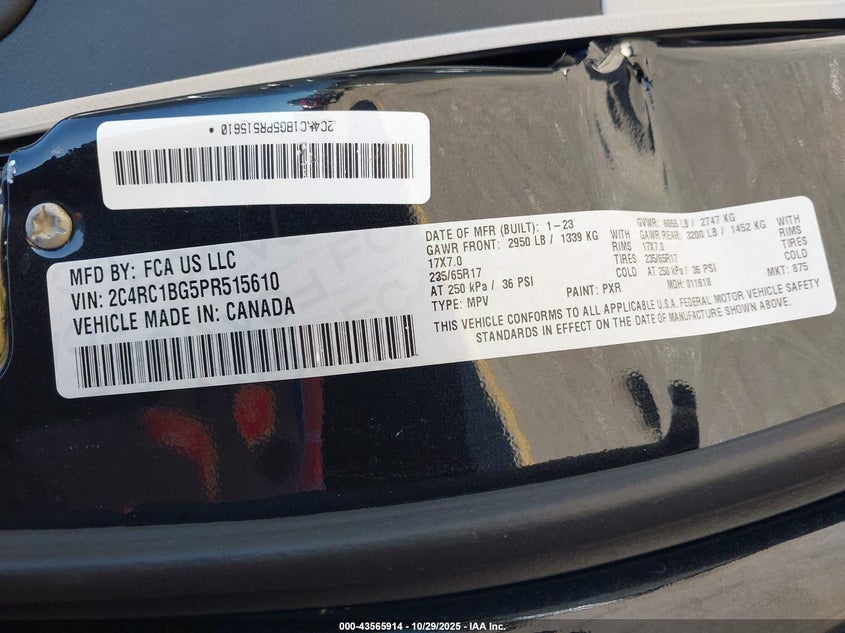 2C4RC1BG5PR515610 •
MFD BY: FCA US LLC
VIN: 2C4RC1BG5PR515610
VEHICLE MADE IN: CANADA
DATE OF MFR (BUILT): 1-23
GVWR: 6055 LB / 2747 KG
GAWR FRONT: 2950 LB / 1339 KG WITH
GAWR REAR: 3200 LB / 1452 KG WITH
17X7.0 RIMS
17X7.0 RIMS
235/65R17 TIRES
235/65R17 TIRES
AT 250 kPa / 36 PSI COLD
AT 250 kPa / 36 PSI COLD
TYPE: MPV PAINT: PXR MDH: 011618 MKT: 875
THIS VEHICLE CONFORMS TO ALL APPLICABLE U.S.A. FEDERAL MOTOR VEHICLE SAFETY
STANDARDS IN EFFECT ON THE DATE OF MANUFACTURE SHOWN ABOVE.
000-43565914 | 10/29/2025 | IAA Inc.